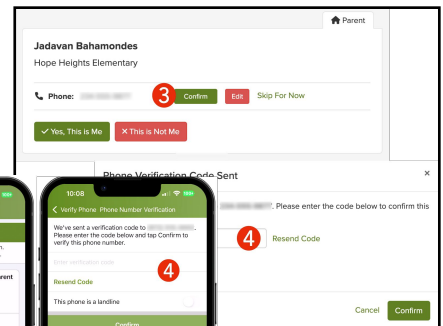 Parent
Jadavan Bahamondes
Hope Heights Elementary
Phone: 3 Confirm Edit Skip For Now
✓ Yes, This is Me × This is Not Me
Phone Verification Code Sent ×
. Please enter the code below to confirm this
4 Resend Code
Cancel Confirm
10:08
Verify Phone Phone Number Verification
We've sent a verification code to
Please enter the code below and tap Confirm to
verify this phone number.
4
Resend Code
This phone is a landline
Confirm